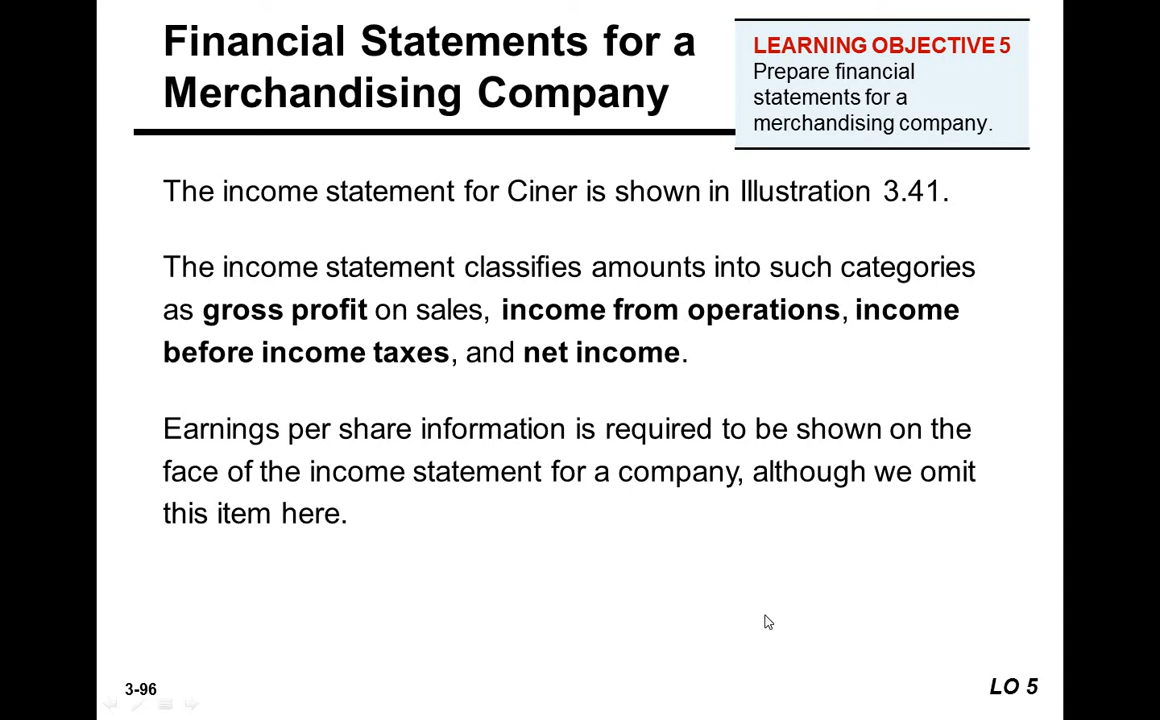 Financial Statements for a
Merchandising Company
LEARNING OBJECTIVE 5
Prepare financial
statements for a
merchandising company.
The income statement for Ciner is shown in Illustration 3.41.
The income statement classifies amounts into such categories
as gross profit on sales, income from operations, income
before income taxes, and net income.
Earnings per share information is required to be shown on the
face of the income statement for a company, although we omit
this item here.
3-96
LO 5